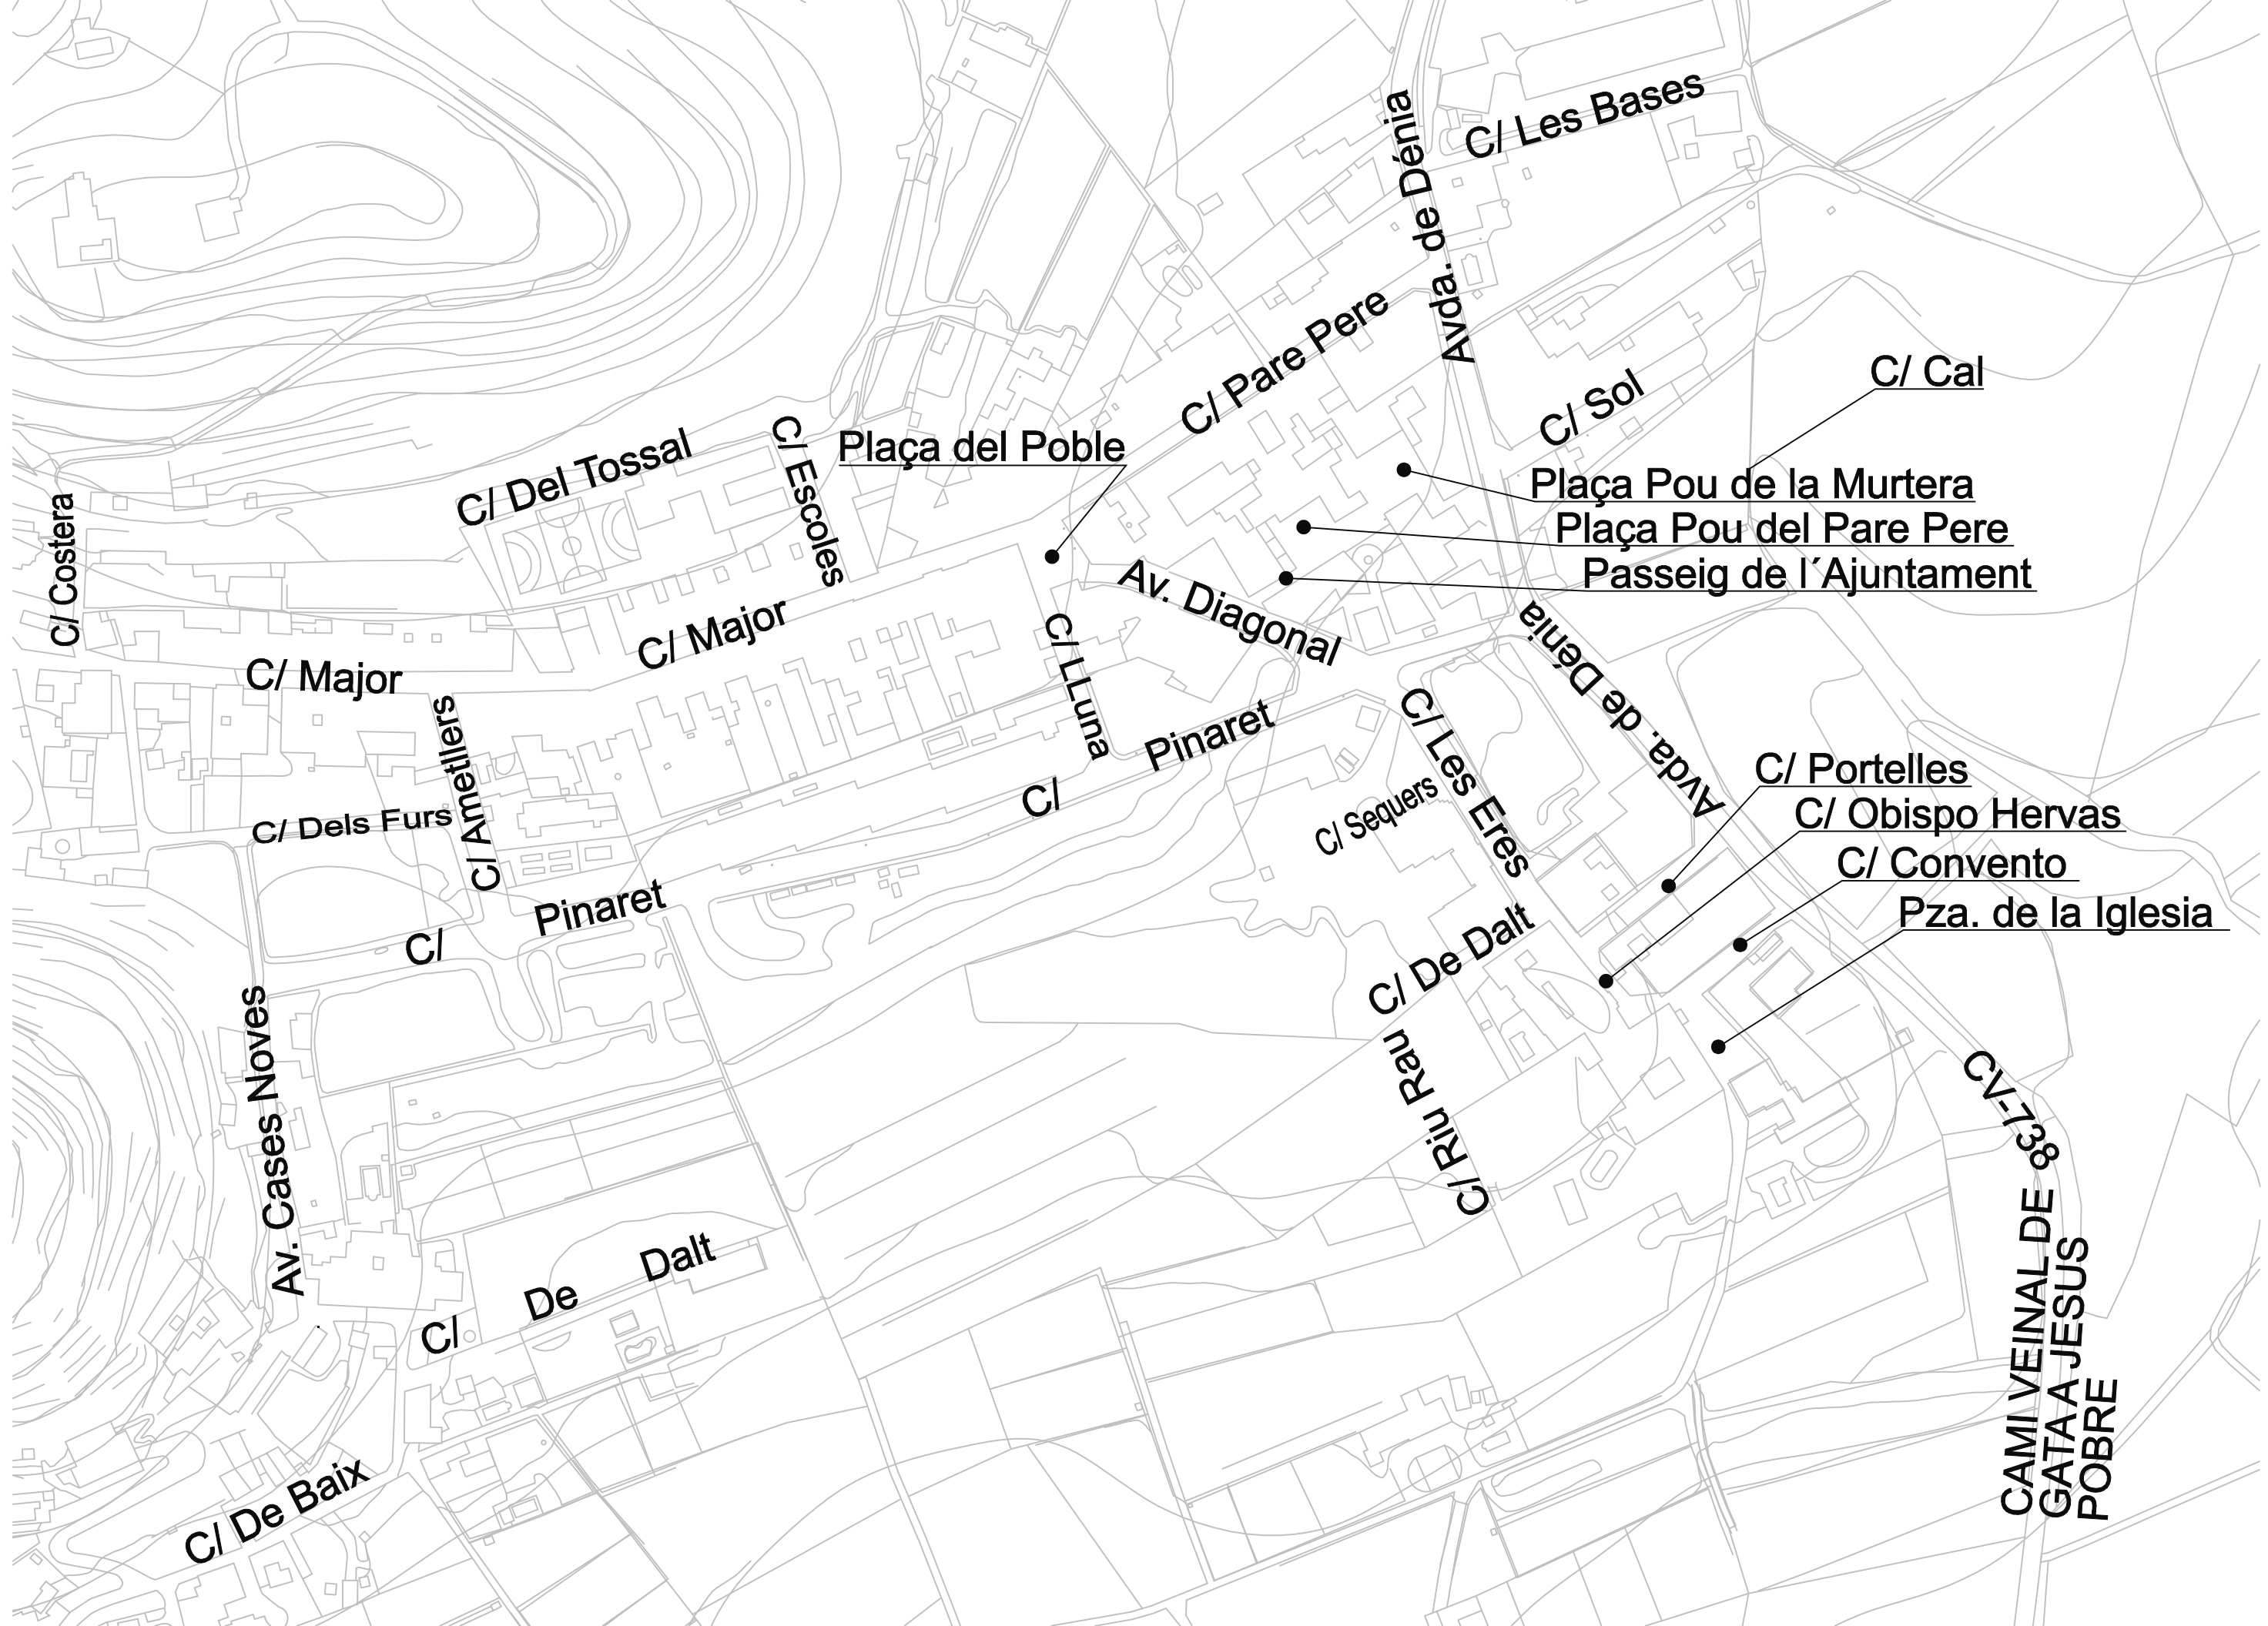 C/ Les Bases
Avda. de Dénia
C/ Pare Pere
C/ Cal
C/ Sol
C/ Del Tossal
C/ Escoles
Plaça del Poble
Plaça Pou de la Murtera
Plaça Pou del Pare Pere
Passeig de l´Ajuntament
C/ Costera
C/ Major
C/ Major
Av. Diagonal
C/ LLuna
Avda. de Dénia
C/ Ametllers
C/ Pinaret
C/ Les Eres
C/ Sequers
C/ Dels Furs
C/ Portelles
C/ Obispo Hervas
C/ Convento
Pza. de la Iglesia
C/ Pinaret
C/ De Dalt
Av. Cases Noves
C/ Riu Rau
CV-738
C/ De Dalt
CAMI VEINAL DE
GATA A JESUS
POBRE
C/ De Baix